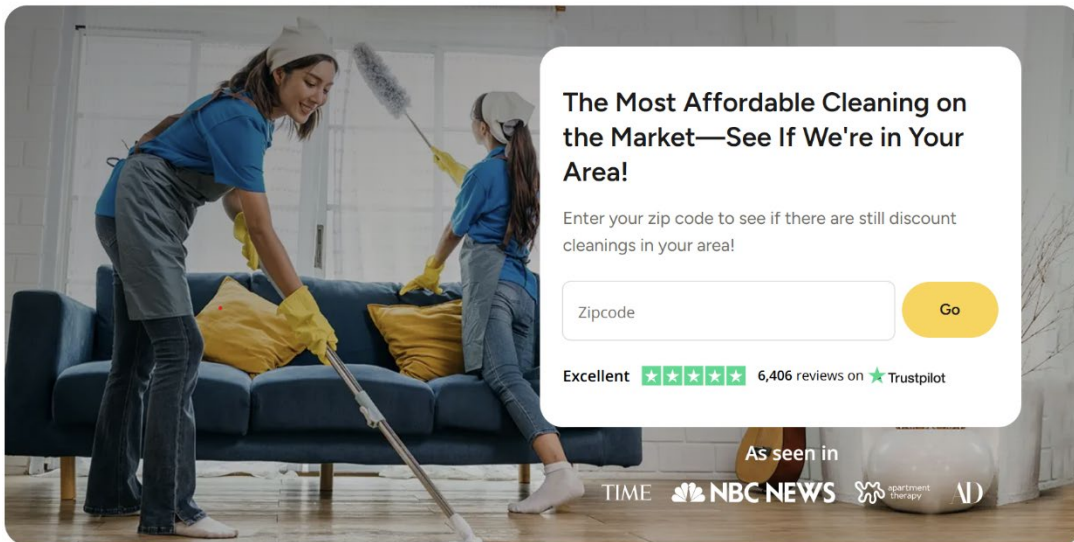 The Most Affordable Cleaning on
the Market—See If We're in Your
Area!
Enter your zip code to see if there are still discount
cleanings in your area!
Zipcode
Go
Excellent 6,406 reviews on Trustpilot
As seen in
TIME NBC NEWS apartment therapy AD